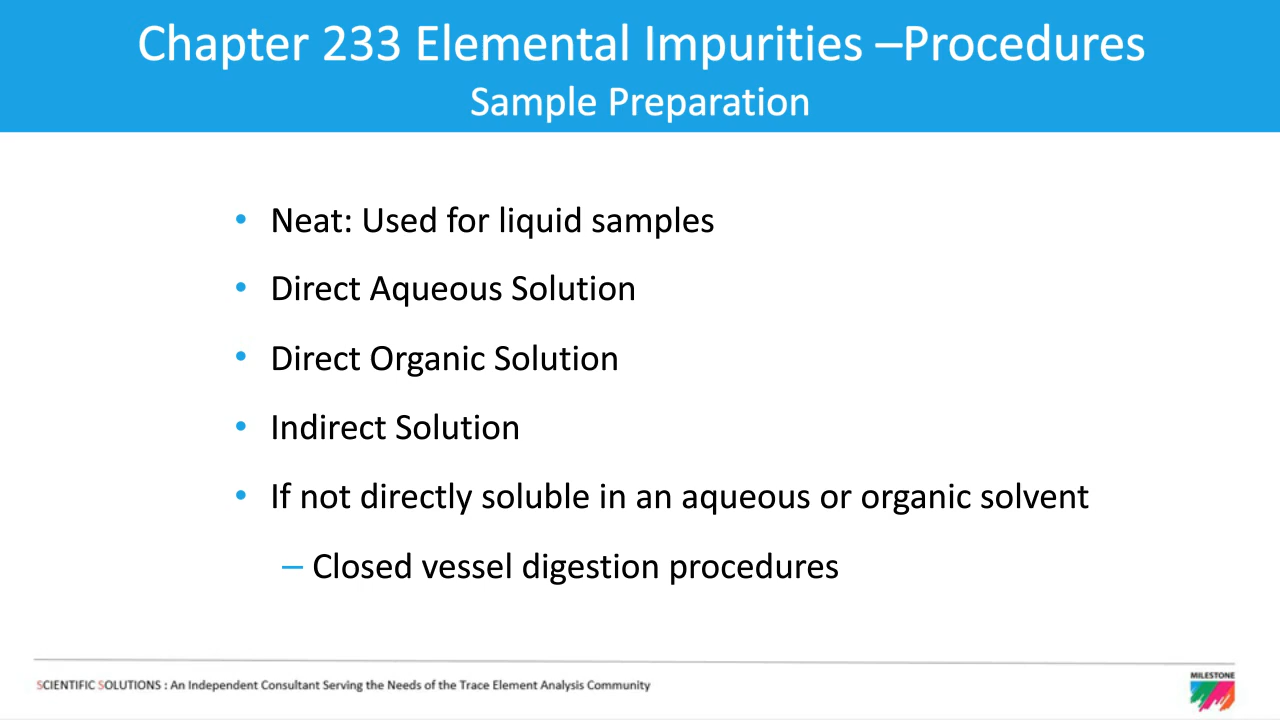 Chapter 233 Elemental Impurities –Procedures
Sample Preparation
• Neat: Used for liquid samples
• Direct Aqueous Solution
• Direct Organic Solution
• Indirect Solution
• If not directly soluble in an aqueous or organic solvent
– Closed vessel digestion procedures
SCIENTIFIC SOLUTIONS : An Independent Consultant Serving the Needs of the Trace Element Analysis Community
MILESTONE